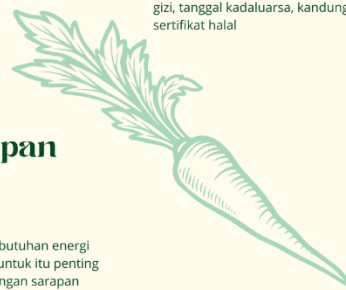 gizi, tanggal kadaluarsa, kandung
sertifikat halal
pan
butuhan energi
untuk itu penting
ngan sarapan